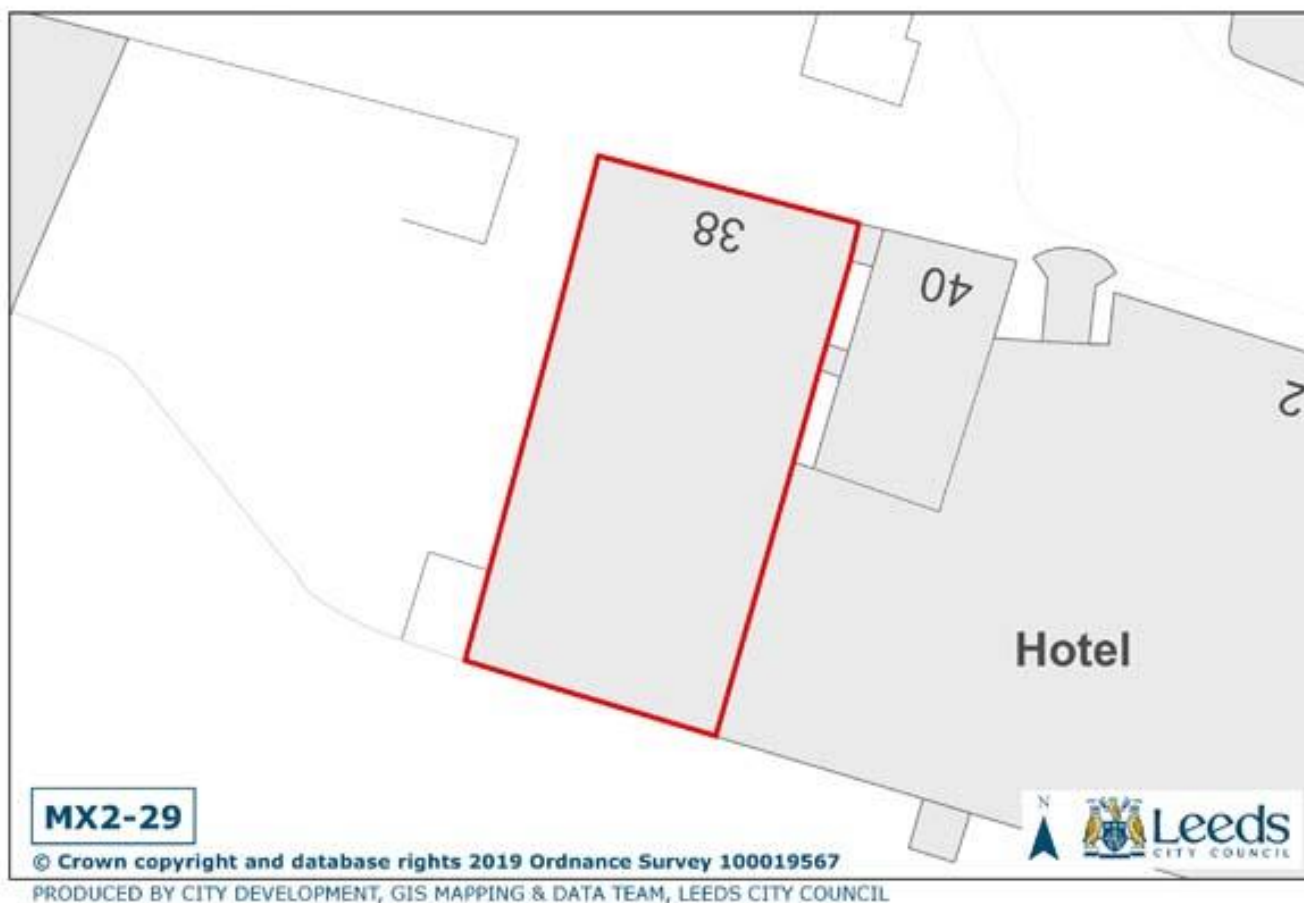 38
40
2
Hotel
MX2-29
N
Leeds
CITY COUNCIL
© Crown copyright and database rights 2019 Ordnance Survey 100019567
PRODUCED BY CITY DEVELOPMENT, GIS MAPPING & DATA TEAM, LEEDS CITY COUNCIL